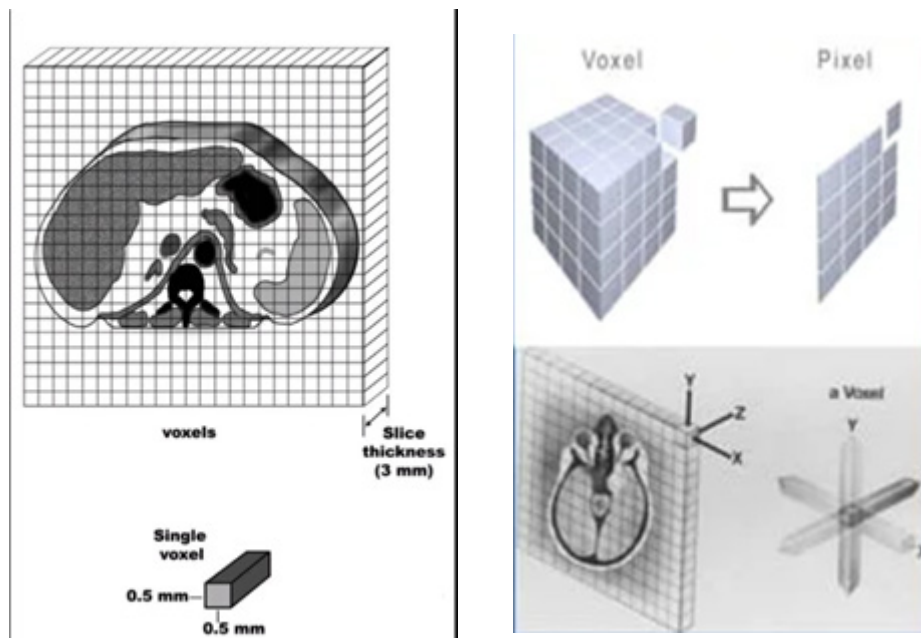 voxels
Slice
thickness
(3 mm)
Single
voxel
0.5 mm
0.5 mm
Voxel
Pixel
Y
Z
X
a Voxel
Y
Z